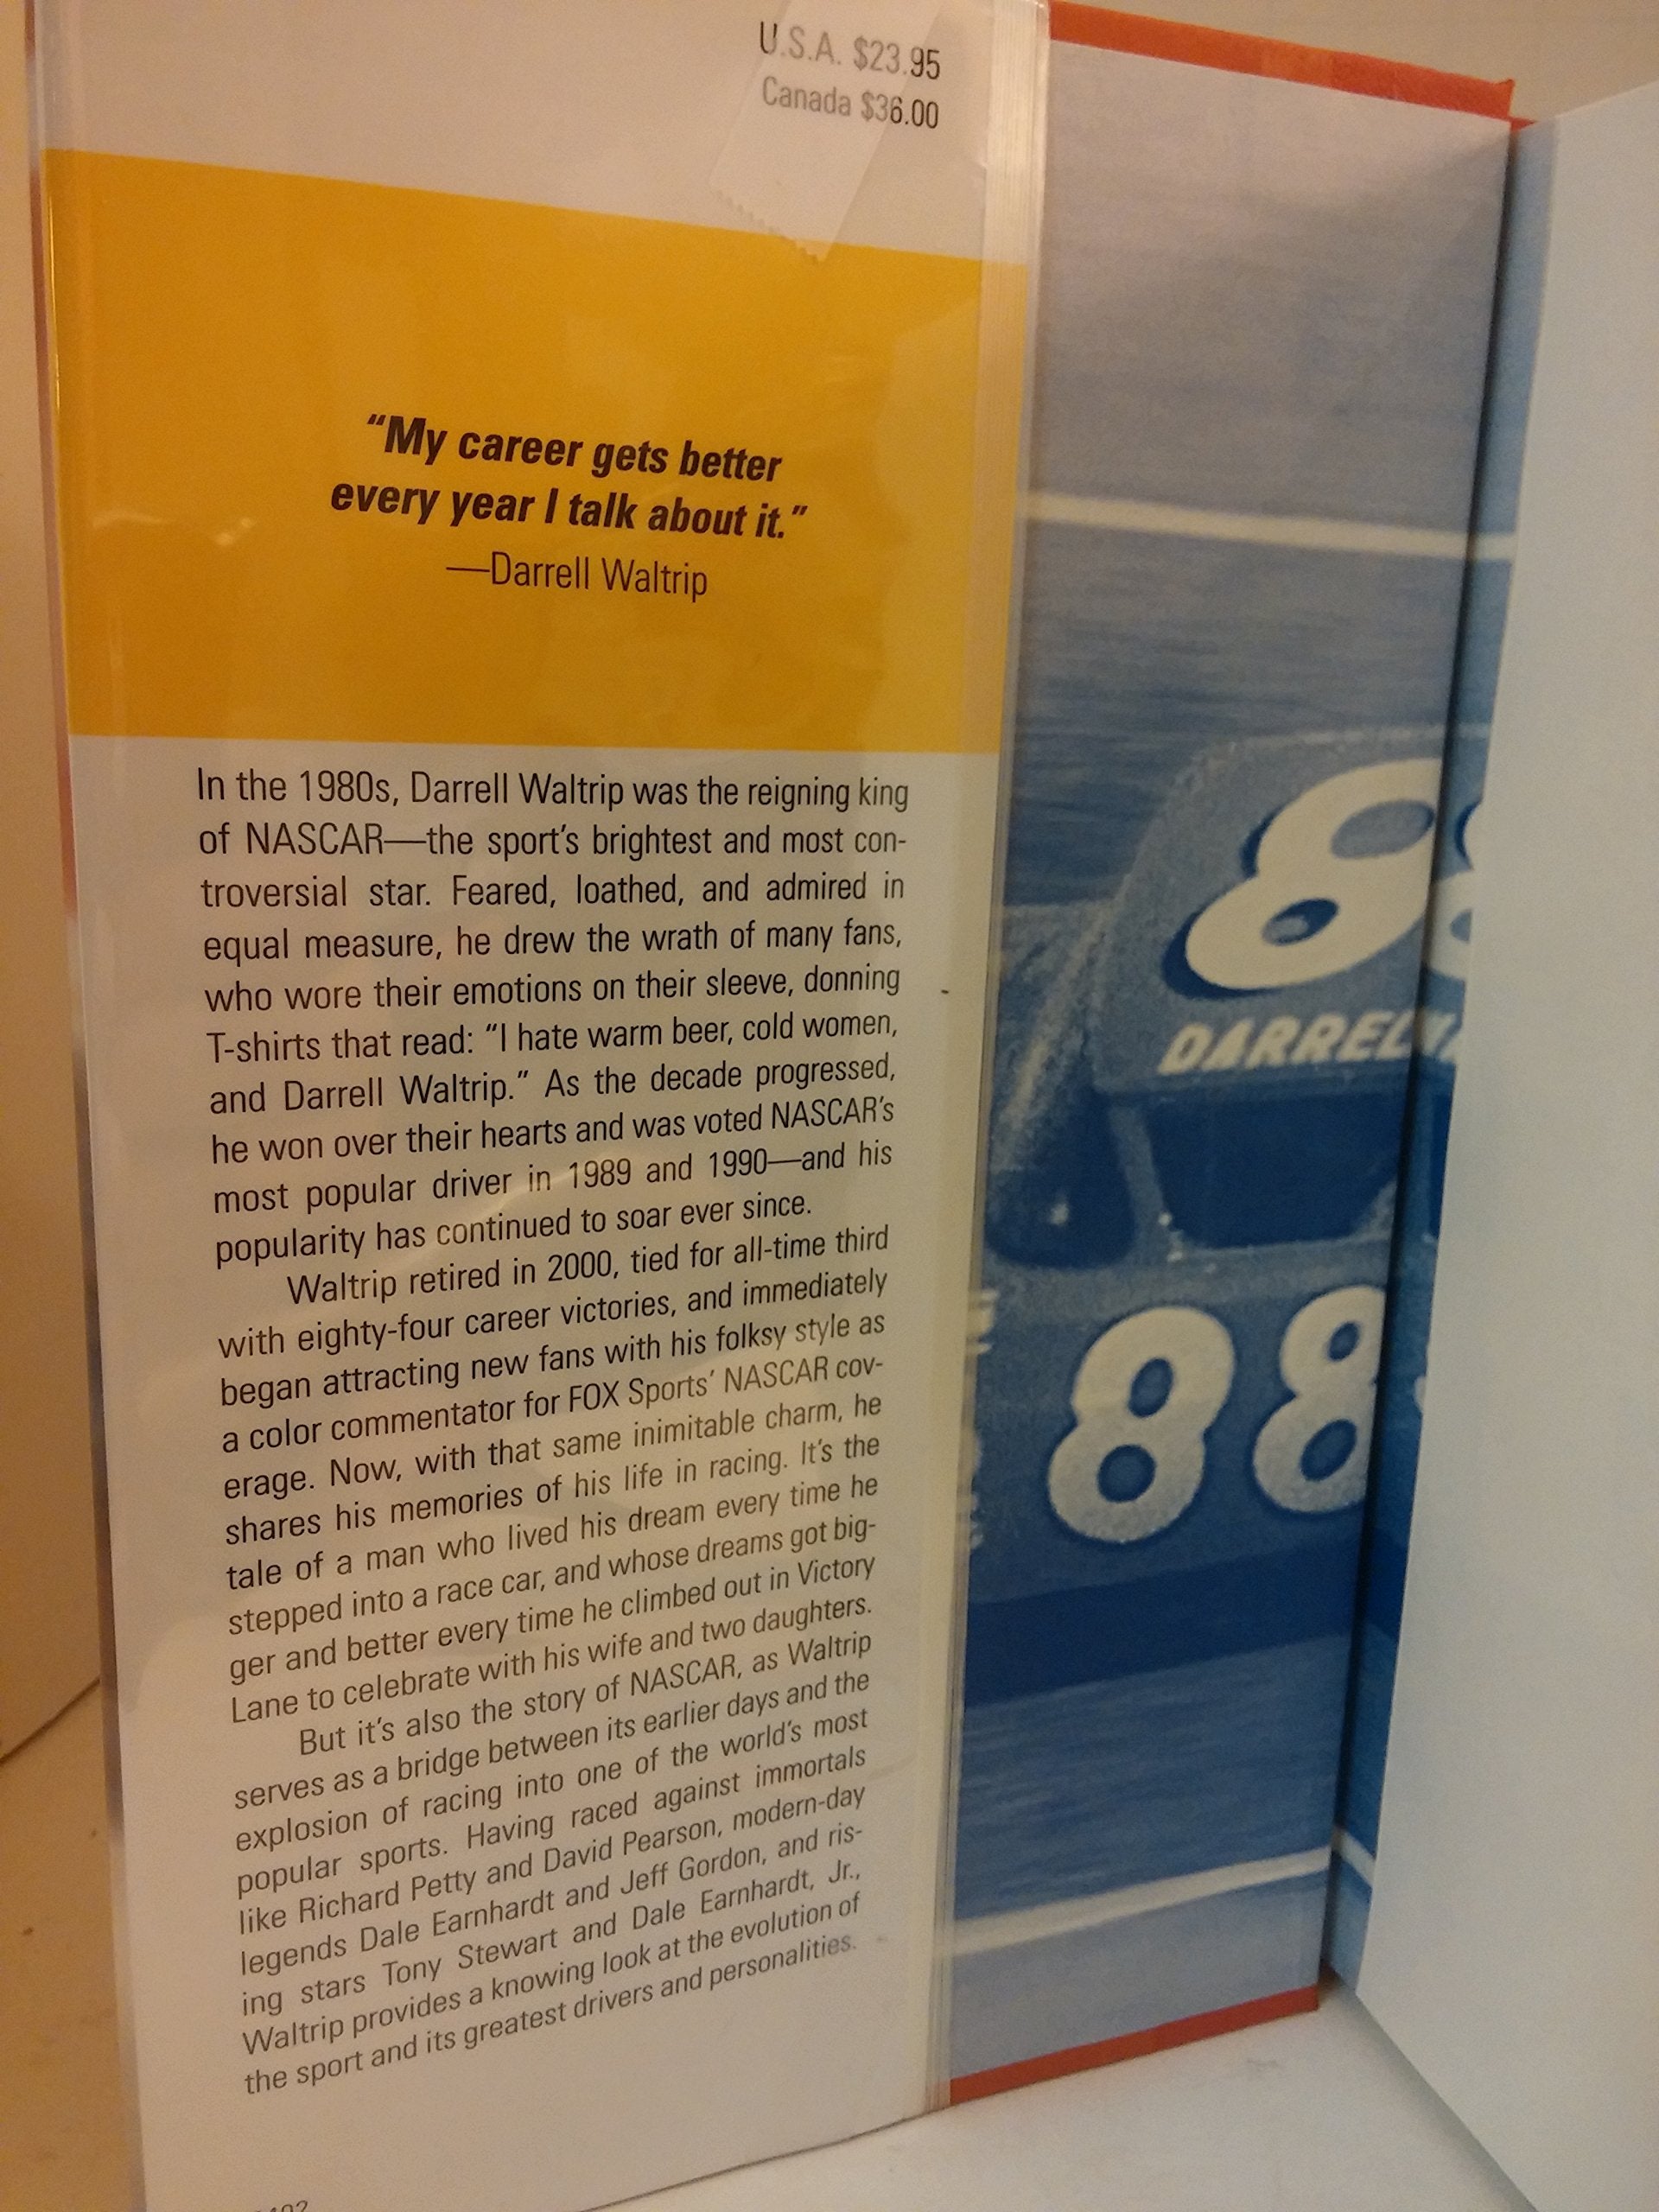 U.S.A. $23.95
Canada $36.00
“My career gets better
every year I talk about it.”
—Darrell Waltrip
In the 1980s, Darrell Waltrip was the reigning king
of NASCAR—the sport’s brightest and most con-
troversial star. Feared, loathed, and admired in
equal measure, he drew the wrath of many fans,
who wore their emotions on their sleeve, donning
T-shirts that read: “I hate warm beer, cold women,
and Darrell Waltrip.” As the decade progressed,
he won over their hearts and was voted NASCAR’s
most popular driver in 1989 and 1990—and his
popularity has continued to soar ever since.
Waltrip retired in 2000, tied for all-time third
with eighty-four career victories, and immediately
began attracting new fans with his folksy style as
a color commentator for FOX Sports’ NASCAR cov-
erage. Now, with that same inimitable charm, he
shares his memories of his life in racing. It’s the
tale of a man who lived his dream every time he
stepped into a race car, and whose dreams got big-
ger and better every time he climbed out in Victory
Lane to celebrate with his wife and two daughters.
But it’s also the story of NASCAR, as Waltrip
serves as a bridge between its earlier days and the
explosion of racing into one of the world’s most
popular sports. Having raced against immortals
like Richard Petty and David Pearson, modern-day
legends Dale Earnhardt and Jeff Gordon, and ris-
ing stars Tony Stewart and Dale Earnhardt, Jr.,
Waltrip provides a knowing look at the evolution of
the sport and its greatest drivers and personalities.
88
DARRELL
88